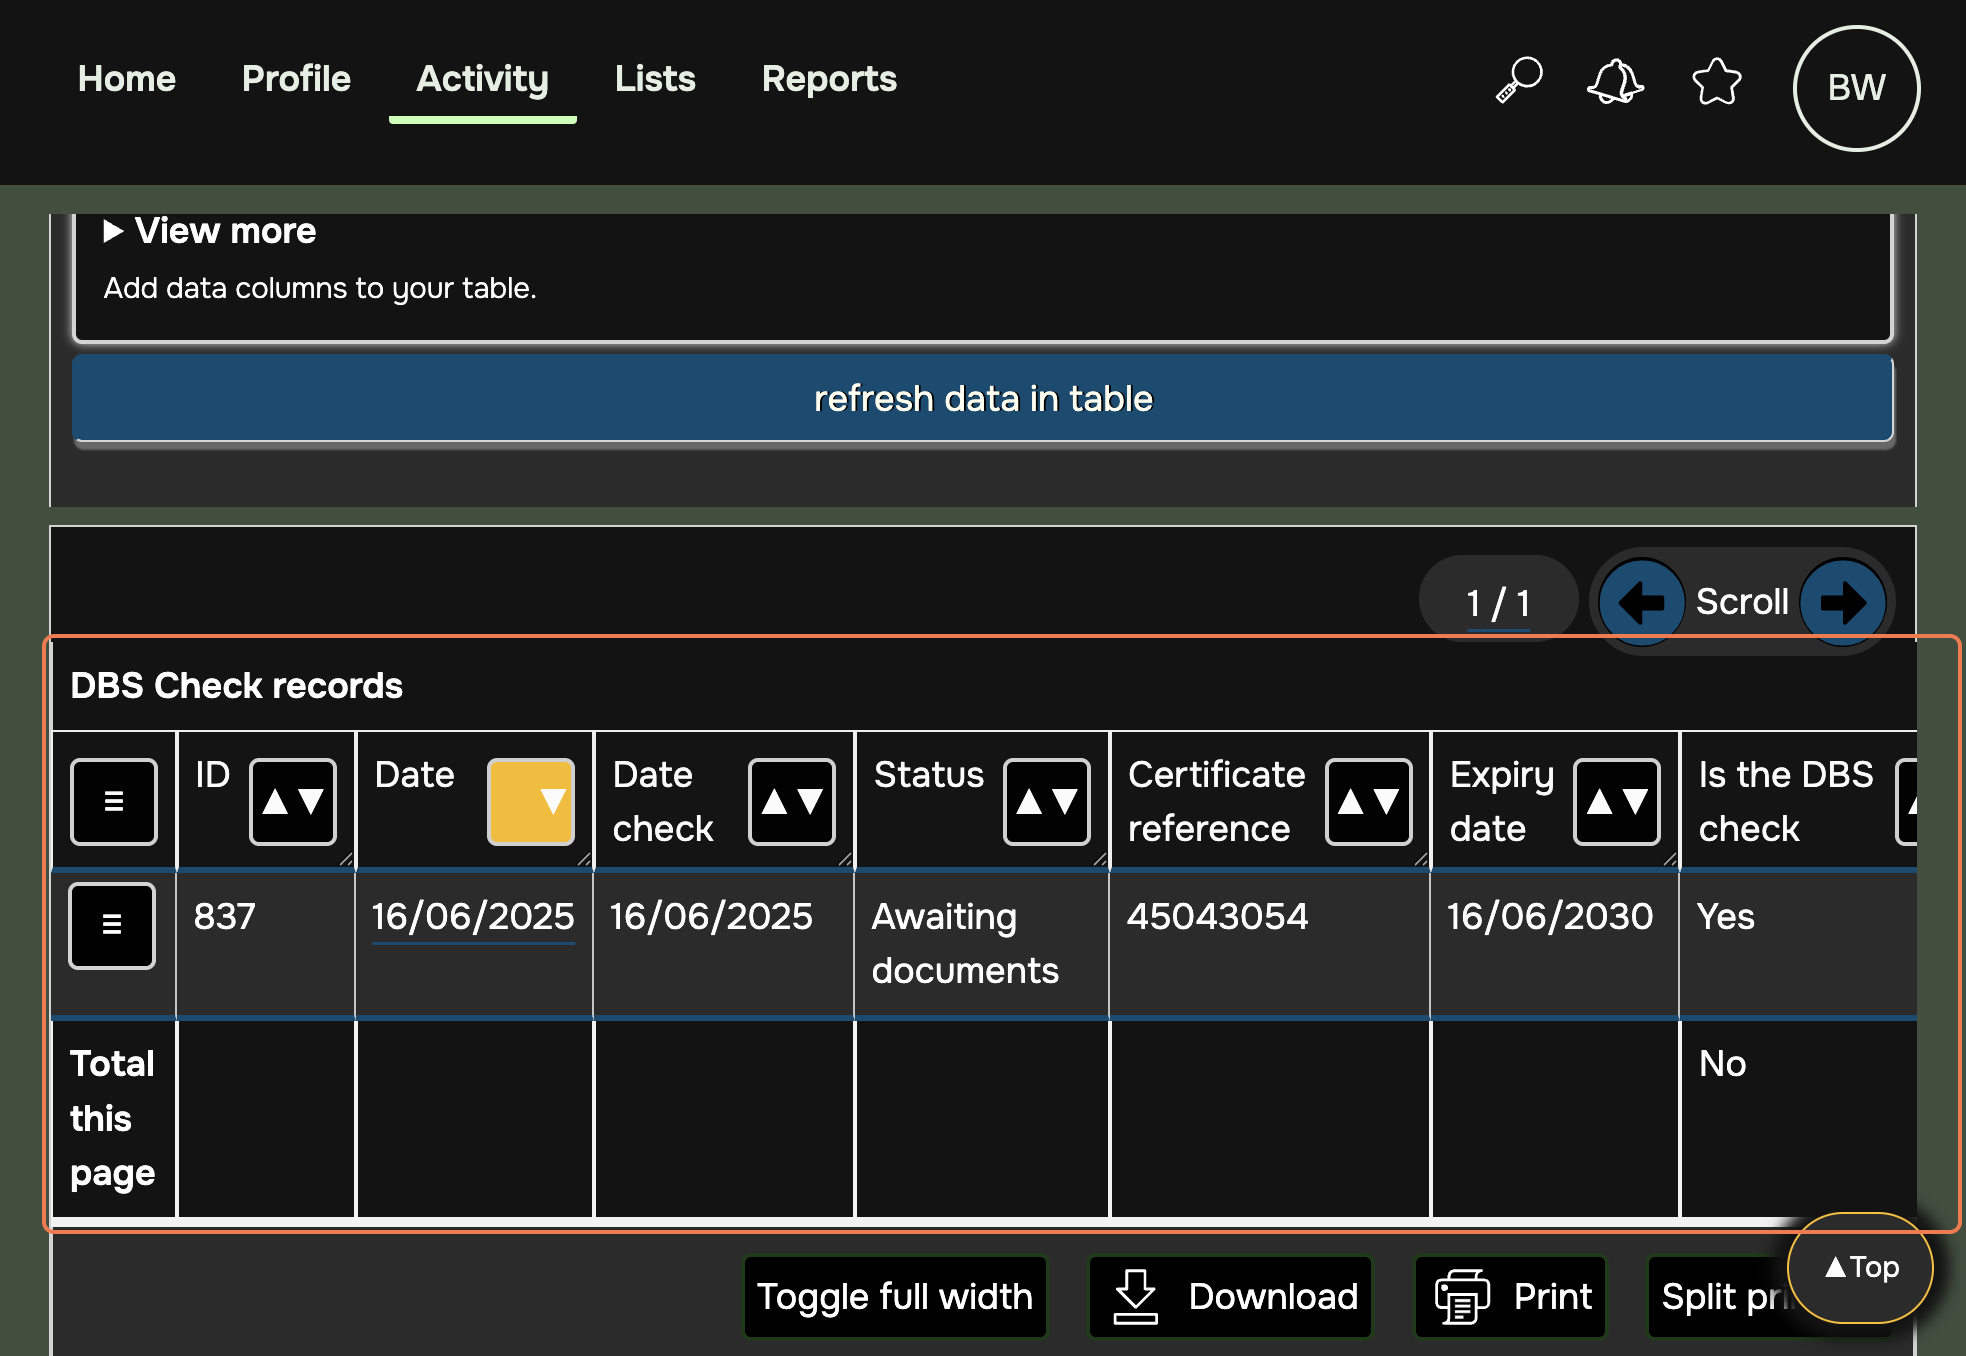 Home Profile Activity Lists Reports
BW
▶ View more
Add data columns to your table.
refresh data in table
1 / 1
Scroll
DBS Check records
ID ▲▼ Date ▼ Date check ▲▼ Status ▲▼ Certificate reference ▲▼ Expiry date ▲▼ Is the DBS check
837 16/06/2025 16/06/2025 Awaiting documents 45043054 16/06/2030 Yes
Total this page No
▲Top
Toggle full width Download Print Split